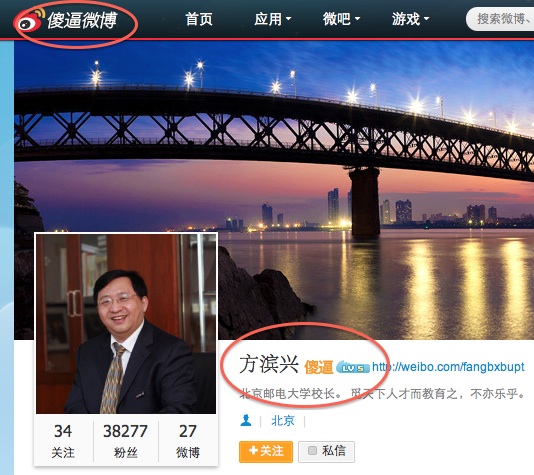 傻逼微博 首页 应用 微吧 游戏 搜索微博、
方滨兴 傻逼 LV 5 http://weibo.com/fangbxbupt
北京邮电大学校长。 觅天下人才而教育之，不亦乐乎。
北京
34 38277 27
关注 粉丝 微博
+关注 私信